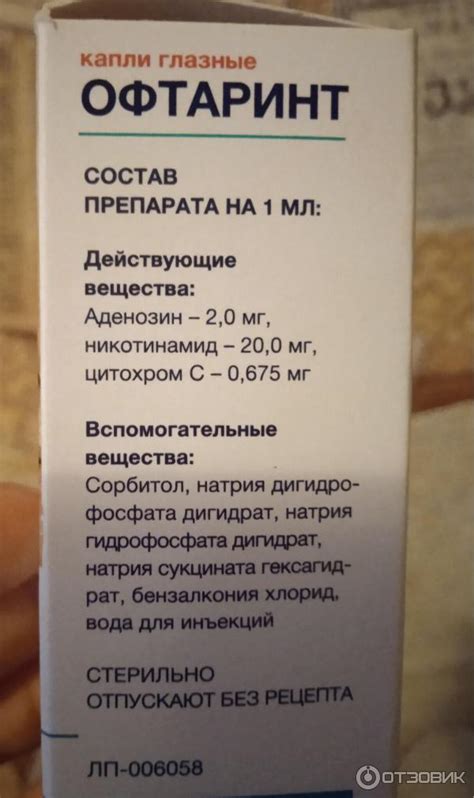 КАПЛИ ГЛАЗНЫЕ
ОФТАРИНТ
СОСТАВ
ПРЕПАРАТА НА 1 МЛ:
Действующие
вещества:
Аденозин – 2,0 мг,
никотинамид – 20,0 мг,
цитохром С – 0,675 мг
Вспомогательные
вещества:
Сорбитол, натрия дигидро-
фосфата дигидрат, натрия
гидрофосфата дигидрат,
натрия сукцината гексагид-
рат, бензалкония хлорид,
вода для инъекций
СТЕРИЛЬНО
ОТПУСКАЮТ БЕЗ РЕЦЕПТА
ЛП-006058
ОТЗОВИК